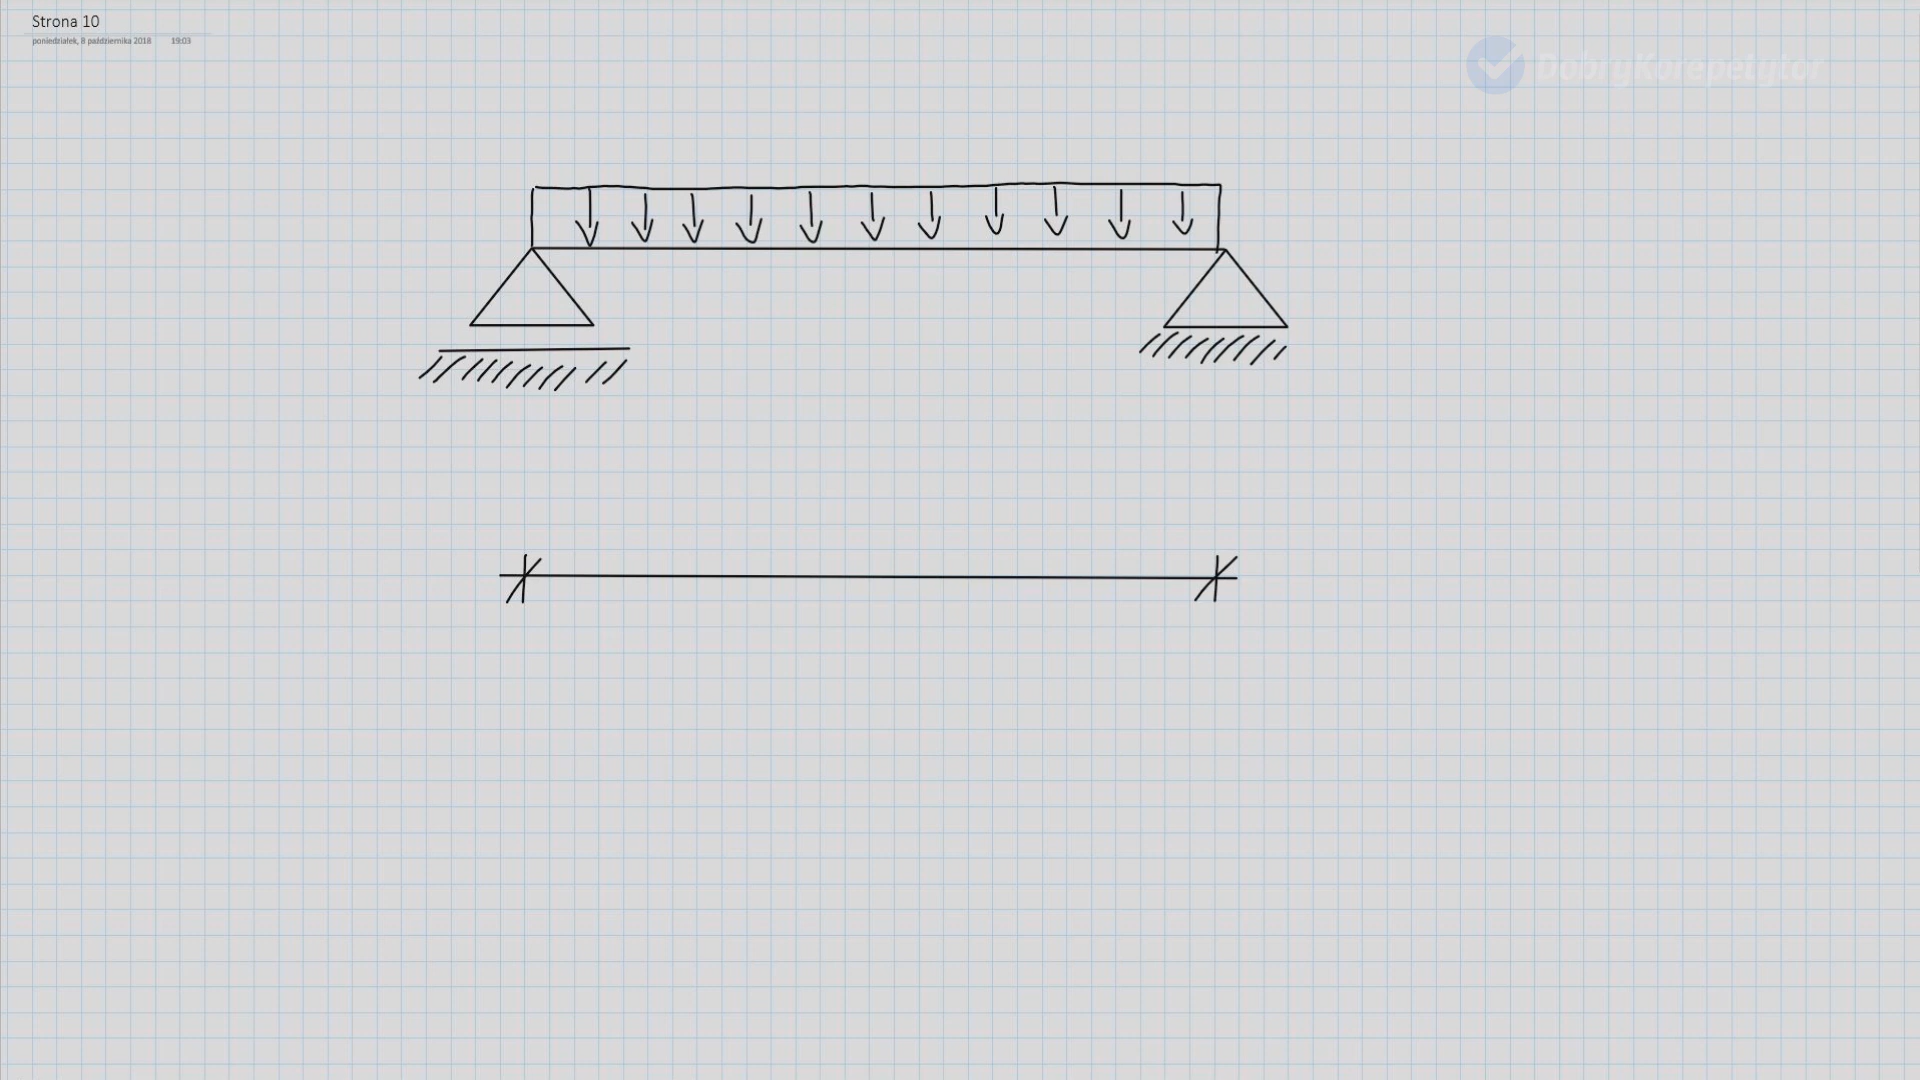 Strona 10
poniedziałek, 8 października 2018 19:03
DobryKorepetytor